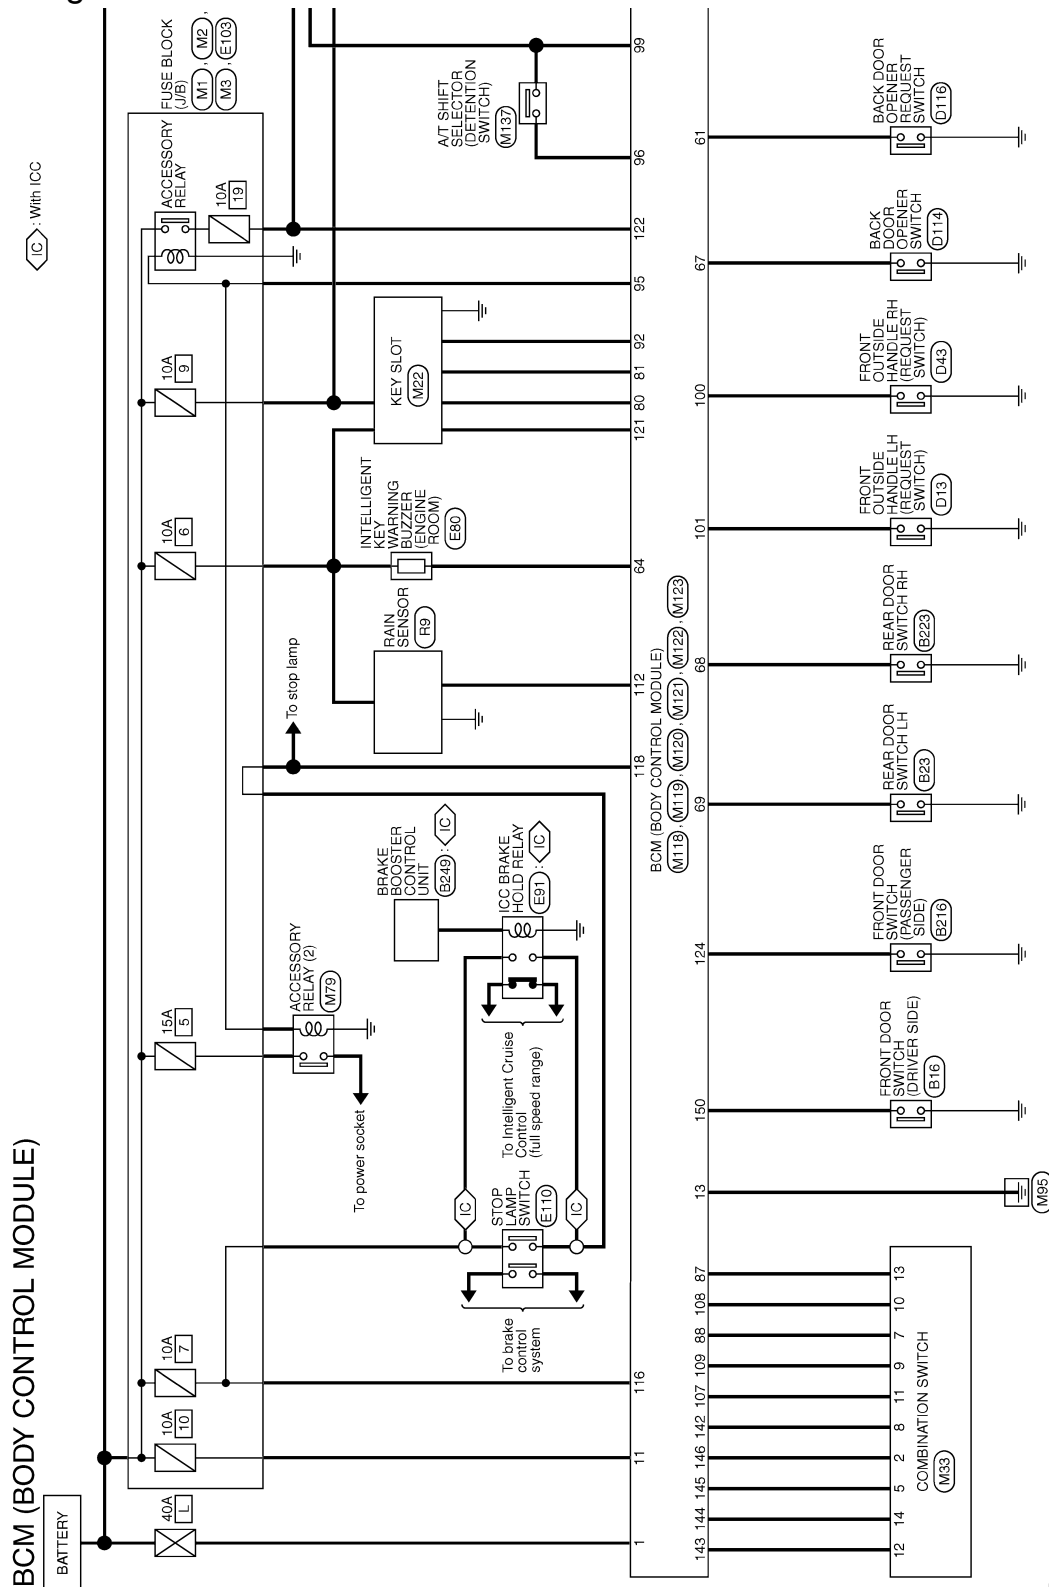 BCM (BODY CONTROL MODULE)
IC : With ICC
BATTERY
40A
L
10A
10
10A
7
15A
5
10A
6
10A
9
ACCESSORY
RELAY
10A
19
FUSE BLOCK
(J/B)
M1 , M2 ,
M3 , E103
To power socket
ACCESSORY
RELAY (2)
M79
To stop lamp
To brake
control
system
STOP
LAMP
SWITCH
E110
IC
IC
To Intelligent Cruise
Control
(full speed range)
BRAKE
BOOSTER
CONTROL
UNIT
B249 : IC
ICC BRAKE
HOLD RELAY
E91 : IC
RAIN
SENSOR
R9
INTELLIGENT
KEY
WARNING
BUZZER
(ENGINE
ROOM)
E80
KEY SLOT
M22
A/T SHIFT
SELECTOR
(DETENTION
SWITCH)
M137
1
11
116
118
112
64
121
80
81
92
95
122
96
99
BCM (BODY CONTROL MODULE)
M118 , M119 , M120 , M121 , M122 , M123
143
144
145
146
142
107
109
88
108
87
13
150
124
69
68
101
100
67
61
12
14
5
2
8
11
9
7
10
13
COMBINATION SWITCH
M33
M95
FRONT DOOR
SWITCH
(DRIVER SIDE)
B16
FRONT DOOR
SWITCH
(PASSENGER
SIDE)
B216
REAR DOOR
SWITCH LH
B23
REAR DOOR
SWITCH RH
B223
FRONT
OUTSIDE
HANDLE LH
(REQUEST
SWITCH)
D13
FRONT
OUTSIDE
HANDLE RH
(REQUEST
SWITCH)
D43
BACK
DOOR
OPENER
SWITCH
D114
BACK DOOR
OPENER
REQUEST
SWITCH
D116